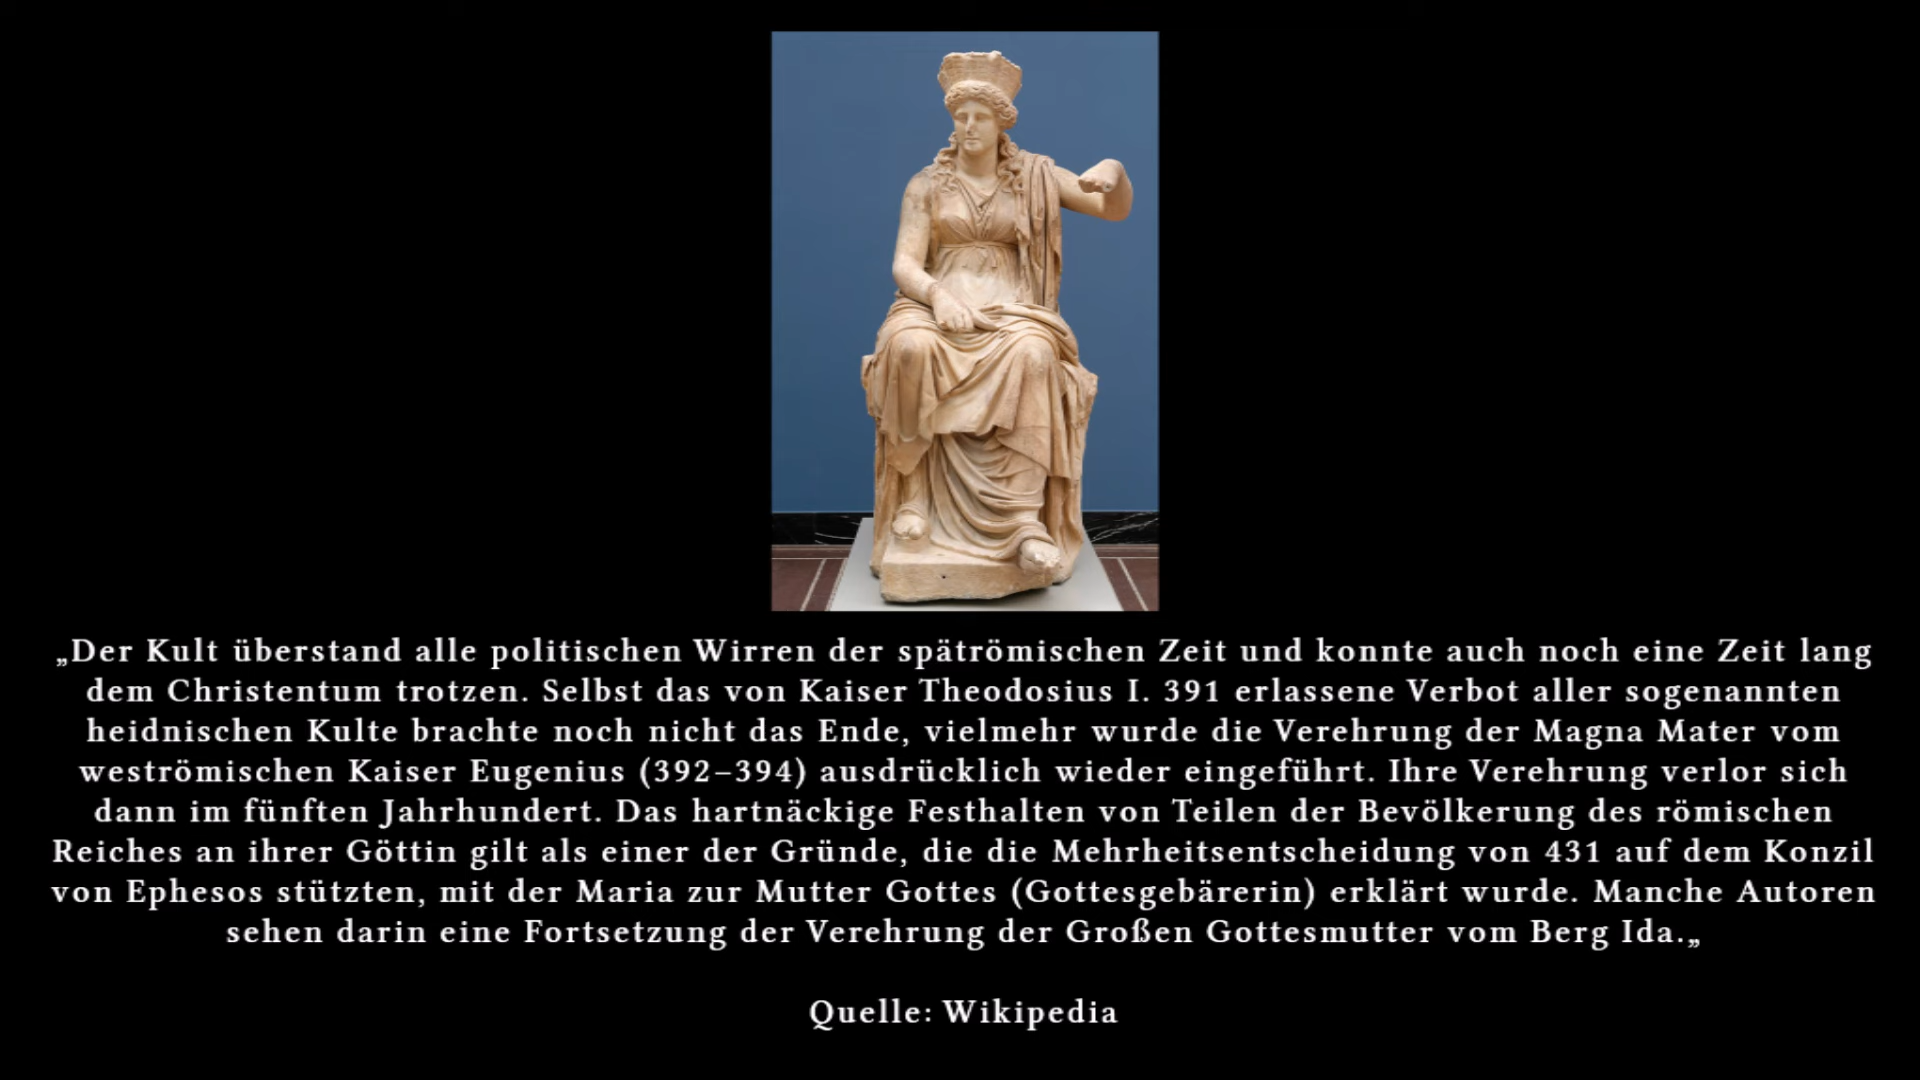 „Der Kult überstand alle politischen Wirren der spätrömischen Zeit und konnte auch noch eine Zeit lang
dem Christentum trotzen. Selbst das von Kaiser Theodosius I. 391 erlassene Verbot aller sogenannten
heidnischen Kulte brachte noch nicht das Ende, vielmehr wurde die Verehrung der Magna Mater vom
weströmischen Kaiser Eugenius (392–394) ausdrücklich wieder eingeführt. Ihre Verehrung verlor sich
dann im fünften Jahrhundert. Das hartnäckige Festhalten von Teilen der Bevölkerung des römischen
Reiches an ihrer Göttin gilt als einer der Gründe, die die Mehrheitsentscheidung von 431 auf dem Konzil
von Ephesos stützten, mit der Maria zur Mutter Gottes (Gottesgebärerin) erklärt wurde. Manche Autoren
sehen darin eine Fortsetzung der Verehrung der Großen Gottesmutter vom Berg Ida.„
Quelle: Wikipedia